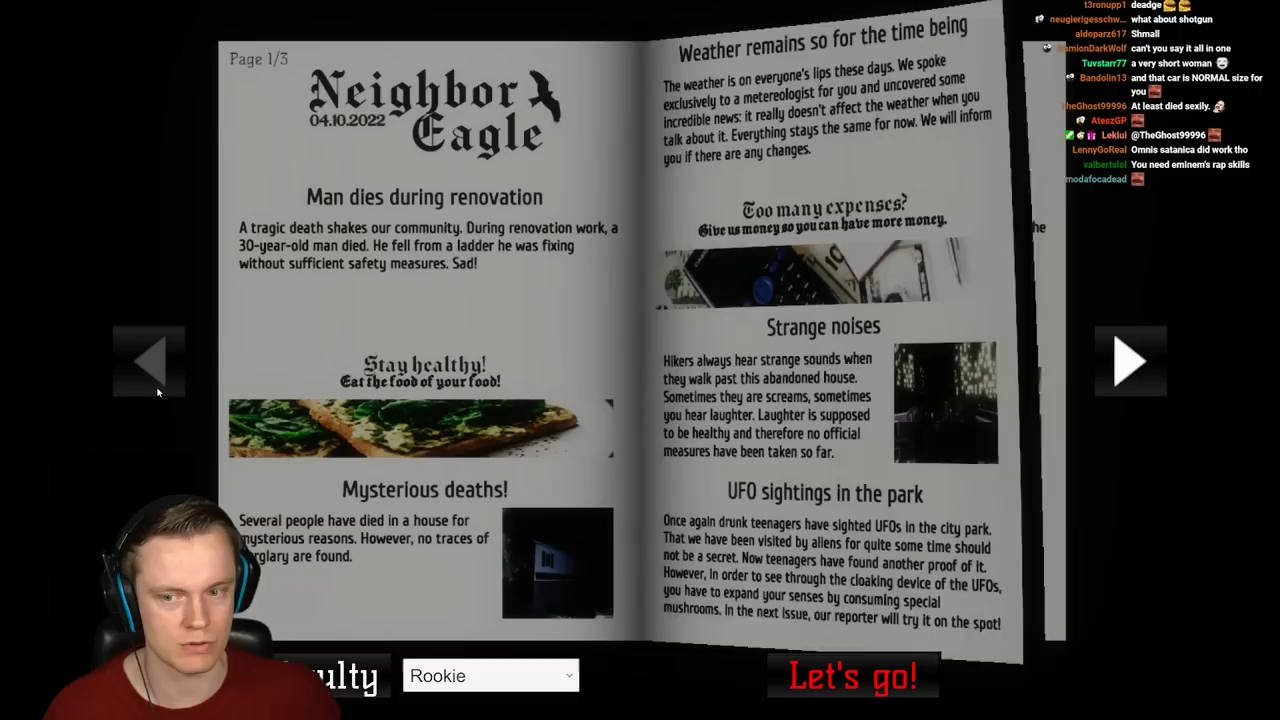 Page 1/3
Neighbor
04.10.2022
Eagle
Man dies during renovation
A tragic death shakes our community. During renovation work, a
30-year-old man died. He fell from a ladder he was fixing
without sufficient safety measures. Sad!
Stay healthy!
Eat the food of your food!
Mysterious deaths!
Several people have died in a house for
mysterious reasons. However, no traces of
are found.
Weather remains so for the time being
The weather is on everyone's lips these days. We spoke
exclusively to a metereologist for you and uncovered some
incredible news: it really doesn't affect the weather when you
talk about it. Everything stays the same for now. We will inform
you if there are any changes.
Too many expenses?
Give us money so you can have more money.
Strange noises
Hikers always hear strange sounds when
they walk past this abandoned house.
Sometimes they are screams, sometimes
you hear laughter. Laughter is supposed
to be healthy and therefore no official
measures have been taken so far.
UFO sightings in the park
Once again drunk teenagers have sighted UFOs in the city park.
That we have been visited by aliens for quite some time should
not be a secret. Now teenagers have found another proof of it.
However, In order to see through the cloaking device of the UFOs,
you have to expand your senses by consuming special
mushrooms. In the next issue, our reporter will try it on the spot!
Rookie
Let's go!
t3ronupp1 deadge
neugierigesschw... what about shotgun
aldoparz617 Shmall
can't you say it all in one
Tuvstarr77 a very short woman
Bandolin13 and that car is NORMAL size for
you
TheGhost99996 At least died sexily.
AteszGP
Lekiui @TheGhost99996
LennyGoReal Omnis satanica did work tho
valbertslol You need eminem's rap skills
modafocadead